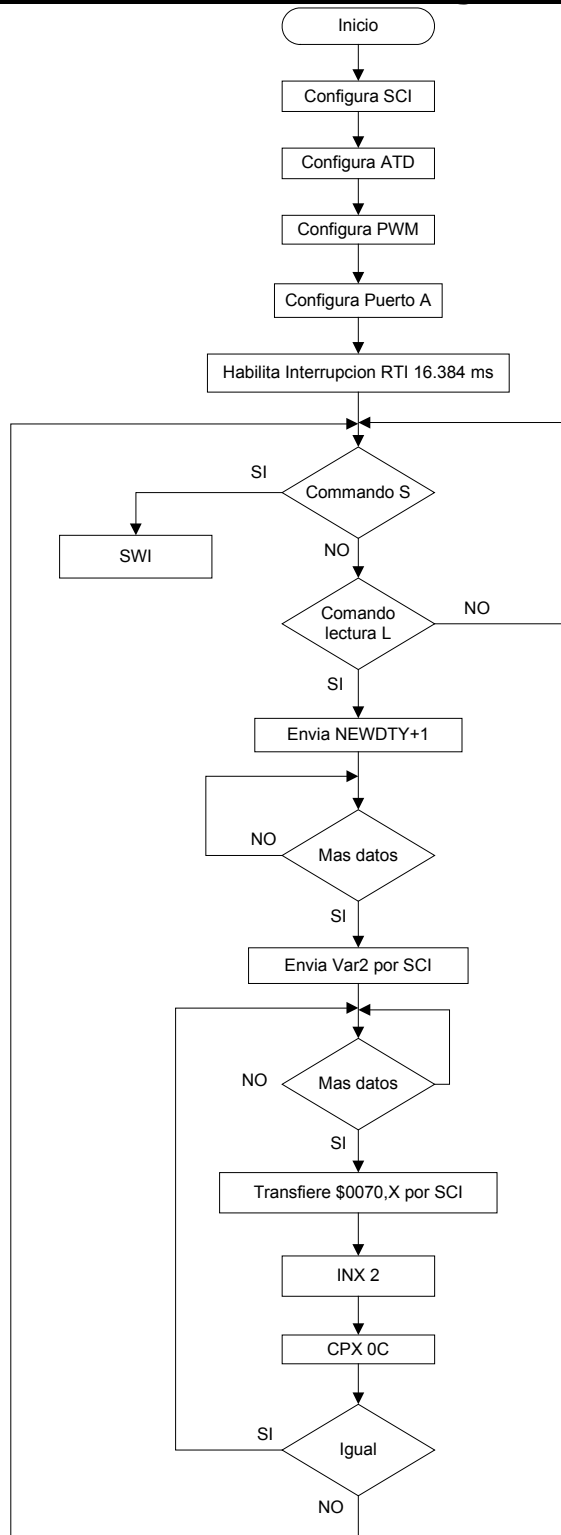 Inicio
Configura SCI
Configura ATD
Configura PWM
Configura Puerto A
Habilita Interrupcion RTI 16.384 ms
SI
Commando S
SWI
NO
Comando
lectura L
NO
SI
Envia NEWDTY+1
NO
Mas datos
SI
Envia Var2 por SCI
NO
Mas datos
SI
Transfiere $0070,X por SCI
INX 2
CPX 0C
SI
Igual
NO